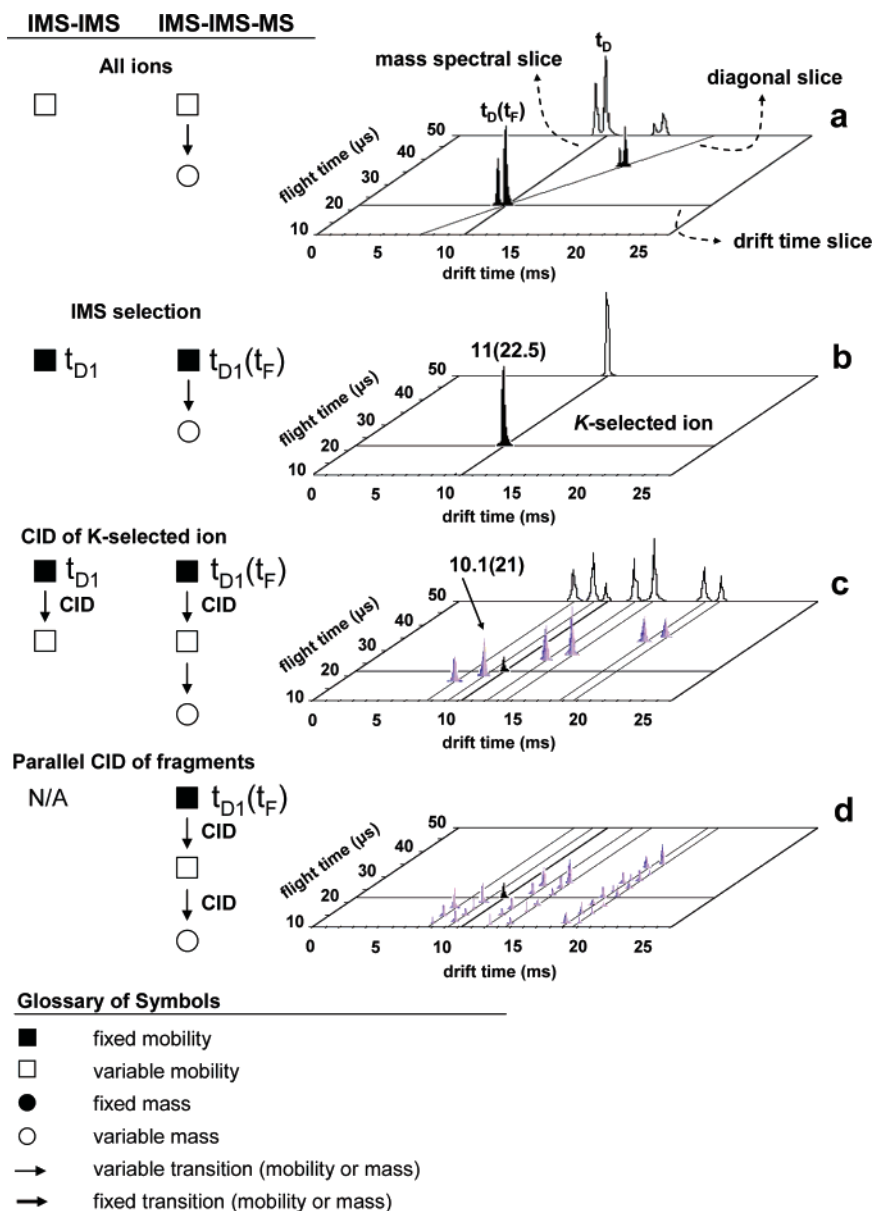 IMS-IMS IMS-IMS-MS
All ions
mass spectral slice
t_D
diagonal slice
a
t_D(t_F)
flight time (µs)
50
40
30
20
10
0 5 10 15 20 25
drift time (ms)
drift time slice
IMS selection
t_D1 t_D1(t_F)
b
11(22.5)
flight time (µs)
50
40
30
20
10
K-selected ion
0 5 10 15 20 25
drift time (ms)
CID of K-selected ion
t_D1 t_D1(t_F)
CID CID
c
10.1(21)
flight time (µs)
50
40
30
20
10
0 5 10 15 20 25
drift time (ms)
Parallel CID of fragments
N/A t_D1(t_F)
CID
CID
d
flight time (µs)
50
40
30
20
10
0 5 10 15 20 25
drift time (ms)
Glossary of Symbols
fixed mobility
variable mobility
fixed mass
variable mass
variable transition (mobility or mass)
fixed transition (mobility or mass)